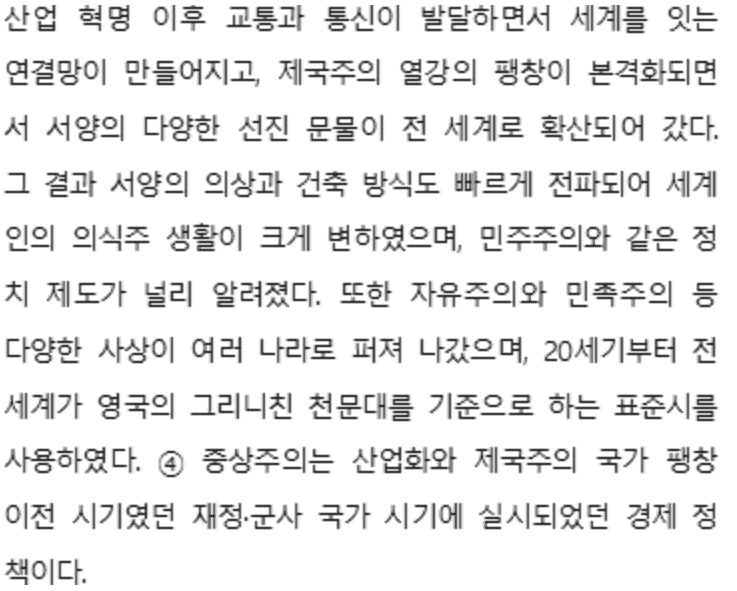 산업 혁명 이후 교통과 통신이 발달하면서 세계를 잇는
연결망이 만들어지고, 제국주의 열강의 팽창이 본격화되면
서 서양의 다양한 선진 문물이 전 세계로 확산되어 갔다.
그 결과 서양의 의상과 건축 방식도 빠르게 전파되어 세계
인의 의식주 생활이 크게 변하였으며, 민주주의와 같은 정
치 제도가 널리 알려졌다. 또한 자유주의와 민족주의 등
다양한 사상이 여러 나라로 퍼져 나갔으며, 20세기부터 전
세계가 영국의 그리니친 천문대를 기준으로 하는 표준시를
사용하였다. ④ 중상주의는 산업화와 제국주의 국가 팽창
이전 시기였던 재정·군사 국가 시기에 실시되었던 경제 정
책이다.